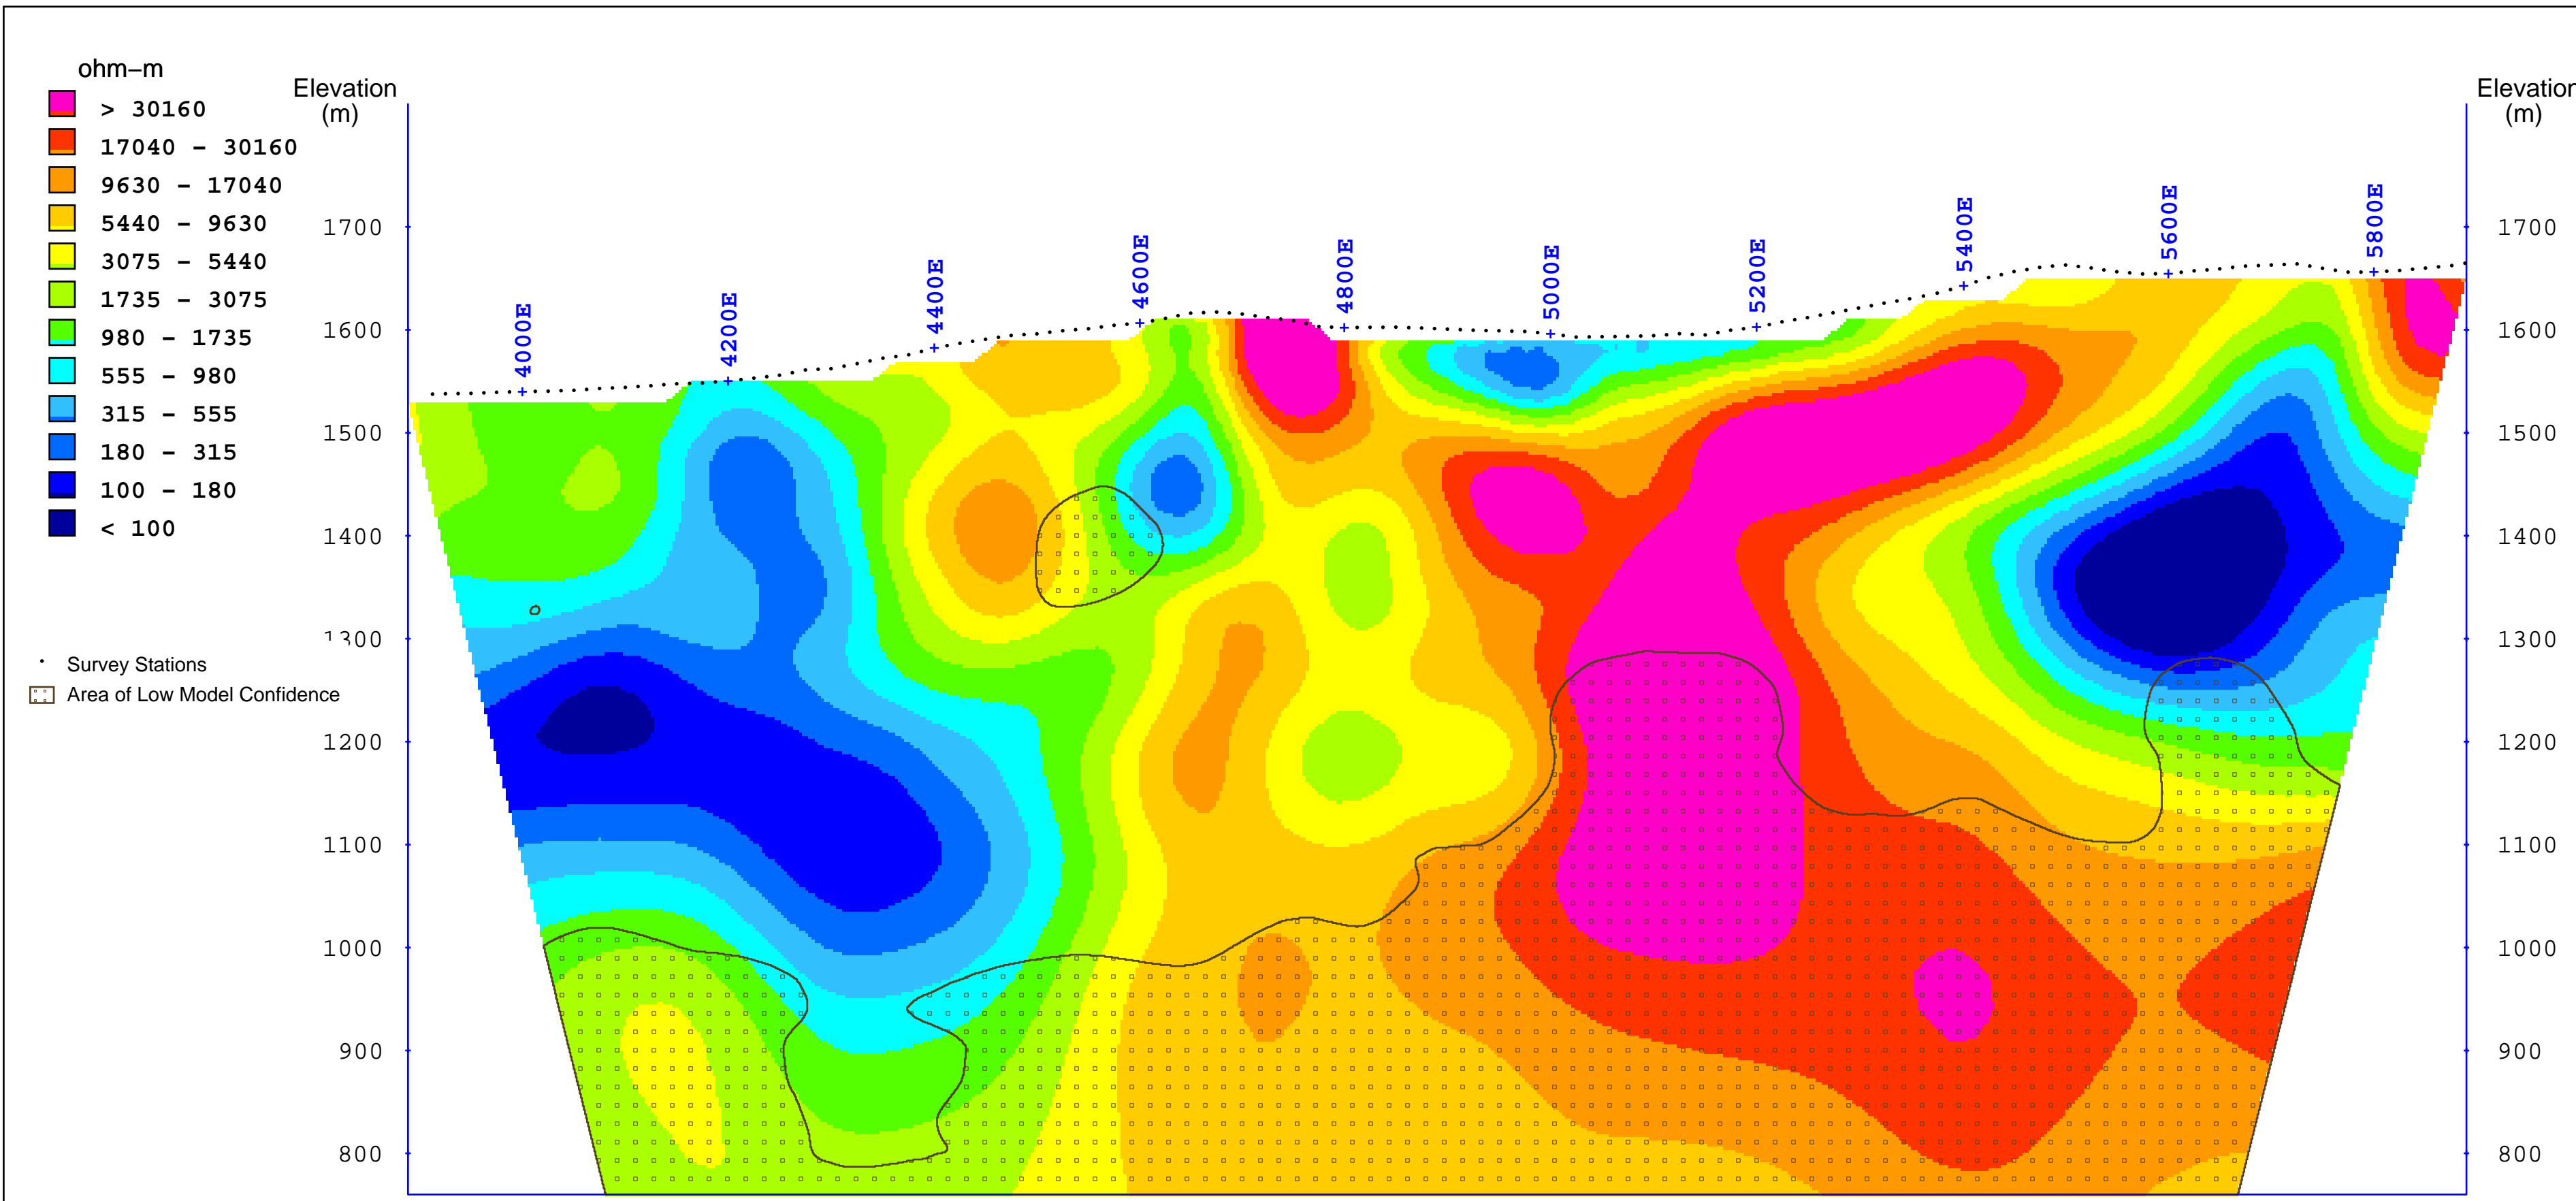 ohm-m
> 30160
17040 - 30160
9630 - 17040
5440 - 9630
3075 - 5440
1735 - 3075
980 - 1735
555 - 980
315 - 555
180 - 315
100 - 180
< 100
Survey Stations
Area of Low Model Confidence
Elevation
(m)
1700
1600
1500
1400
1300
1200
1100
1000
900
800
4000E
4200E
4400E
4600E
4800E
5000E
5200E
5400E
5600E
5800E
Elevation
(m)
1700
1600
1500
1400
1300
1200
1100
1000
900
800